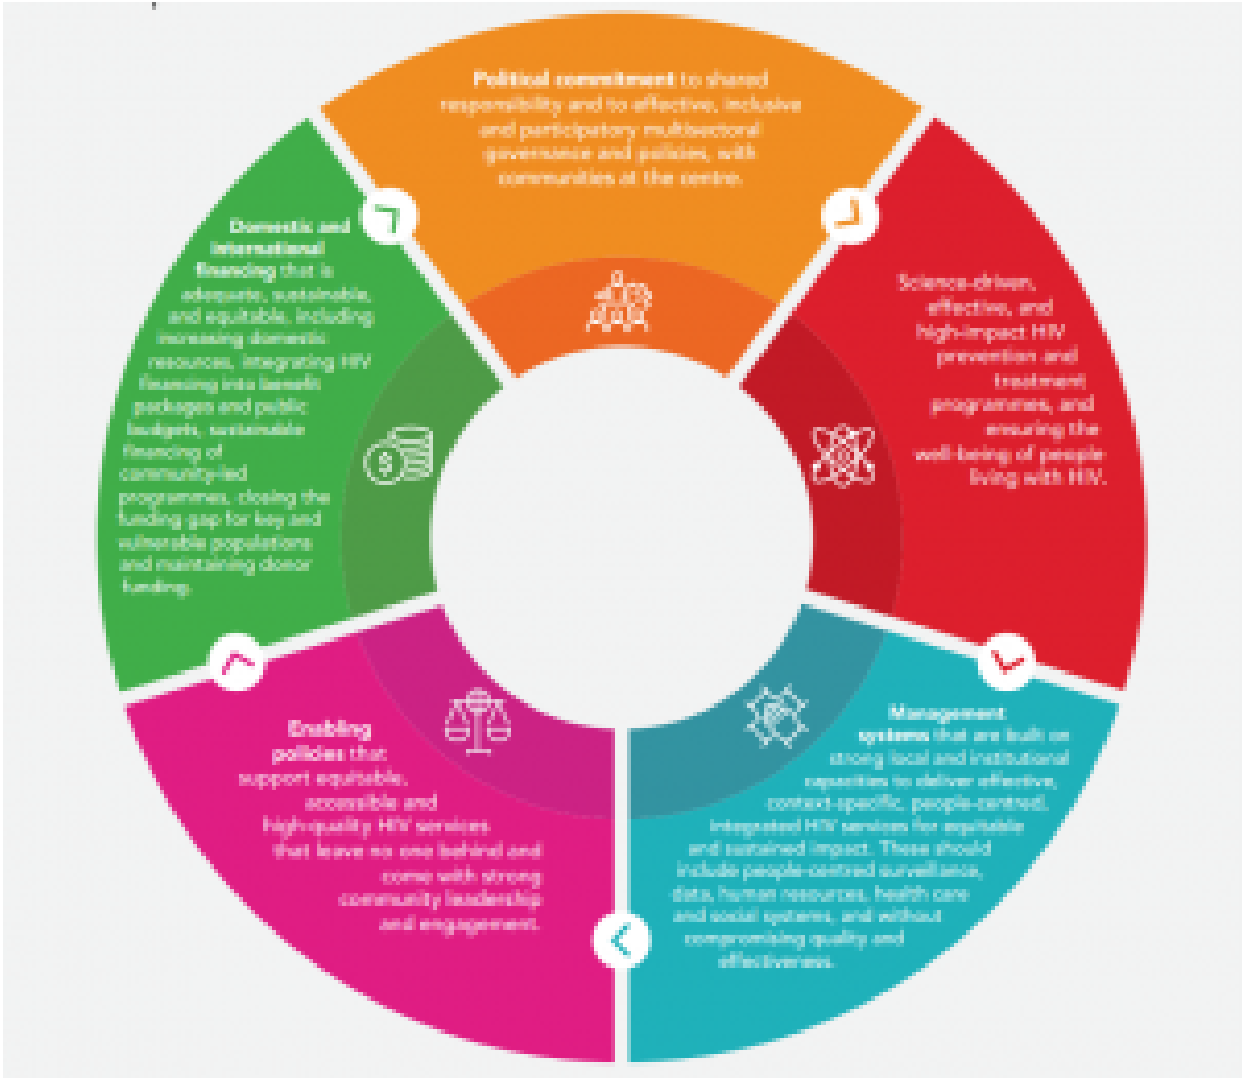 Political commitment to shared
responsibility and to effective, inclusive
and participatory multisectoral
governance and policies, with
communities at the centre.
Science-driven,
effective, and
high-impact HIV
prevention and
treatment
programmes, and
ensuring the
well-being of people
living with HIV.
Management
systems that are built on
strong local and institutional
capacities to deliver effective,
context-specific, people-centred,
integrated HIV services for equitable
and sustained impact. These should
include people-centred surveillance,
data, human resources, health care
and social systems, and without
compromising quality and
effectiveness.
Enabling
policies that
support equitable,
accessible and
high-quality HIV services
that leave no one behind and
come with strong
community leadership
and engagement.
Domestic and
international
financing that is
adequate, sustainable,
and equitable, including
increasing domestic
resources, integrating HIV
financing into benefit
packages and public
budgets, sustainable
financing of
community-led
programmes, closing the
funding gap for key and
vulnerable populations
and maintaining donor
funding.
$